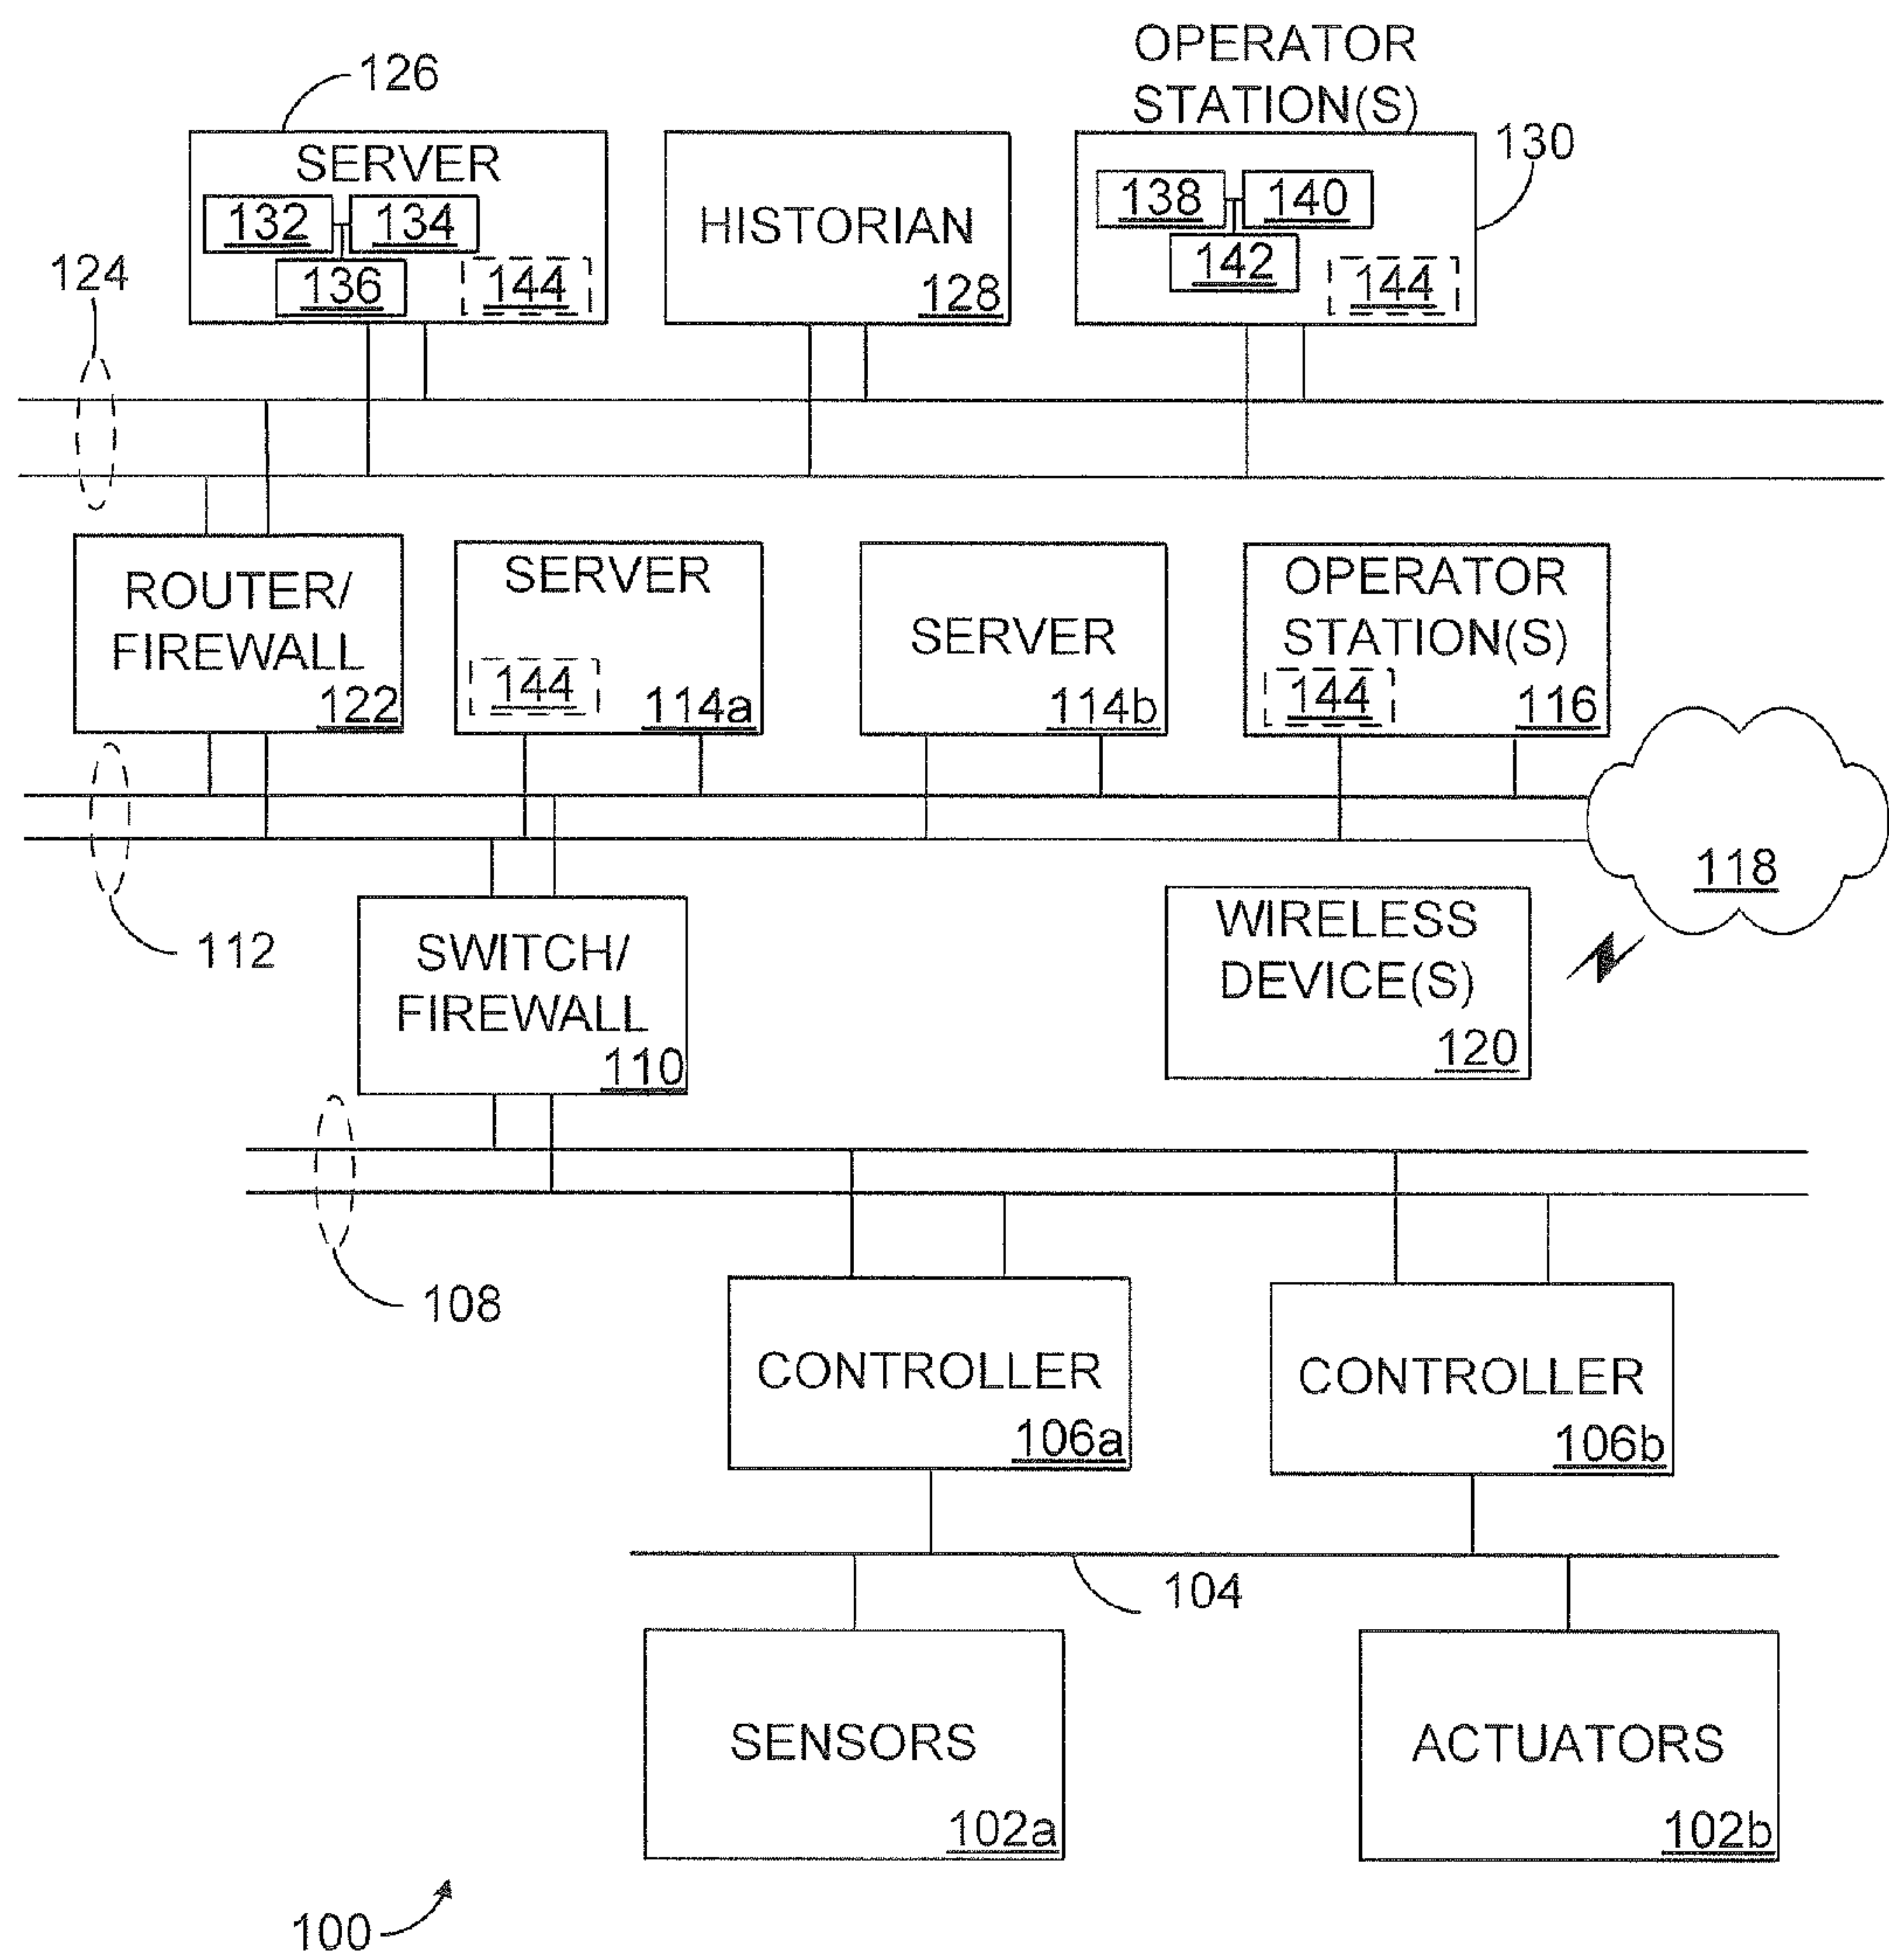 OPERATOR
STATION(S)
126
130
SERVER
132
134
136
144
HISTORIAN
128
138
140
142
144
124
ROUTER/
FIREWALL
122
SERVER
144
114a
SERVER
114b
OPERATOR
STATION(S)
144
116
118
112
SWITCH/
FIREWALL
110
WIRELESS
DEVICE(S)
120
108
CONTROLLER
106a
CONTROLLER
106b
104
SENSORS
102a
ACTUATORS
102b
100